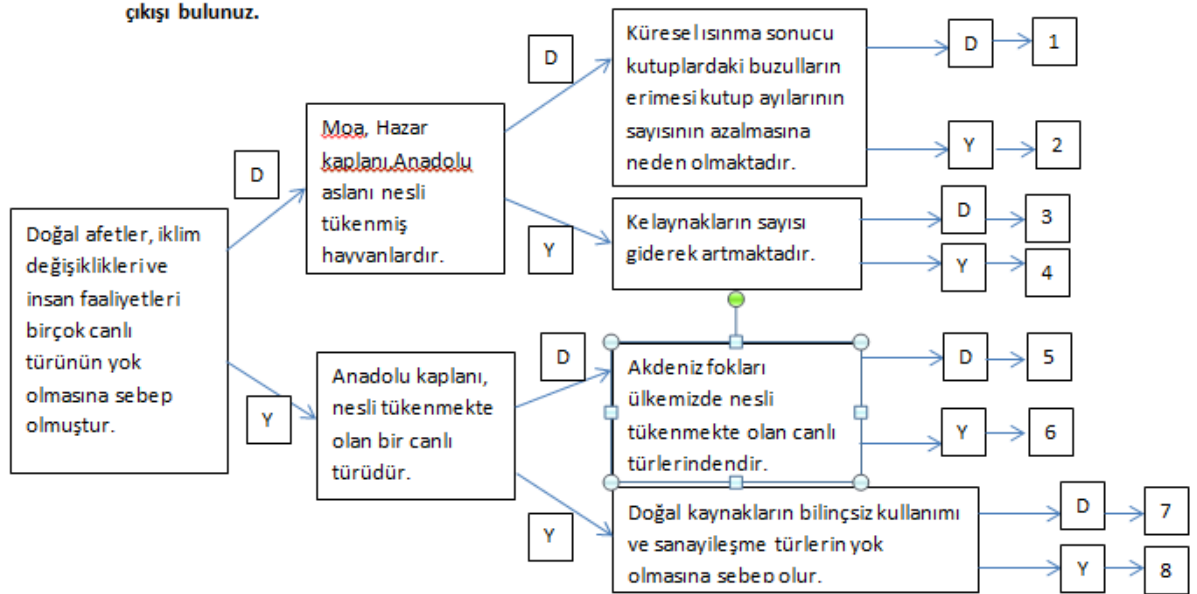 çıkışı bulunuz.
Doğal afetler, iklim
değişiklikleri ve
insan faaliyetleri
birçok canlı
türünün yok
olmasına sebep
olmuştur.
D
Y
Moa, Hazar
kaplanı,Anadolu
aslanı nesli
tükenmiş
hayvanlardır.
D
Y
Anadolu kaplanı,
nesli tükenmekte
olan bir canlı
türüdür.
D
Y
Küresel ısınma sonucu
kutuplardaki buzulların
erimesi kutup ayılarının
sayısının azalmasına
neden olmaktadır.
D
1
Y
2
Kelaynakların sayısı
giderek artmaktadır.
D
3
Y
4
Akdeniz fokları
ülkemizde nesli
tükenmekte olan canlı
türlerindendir.
D
5
Y
6
Doğal kaynakların bilinçsiz kullanımı
ve sanayileşme türlerin yok
olmasına sebep olur.
D
7
Y
8